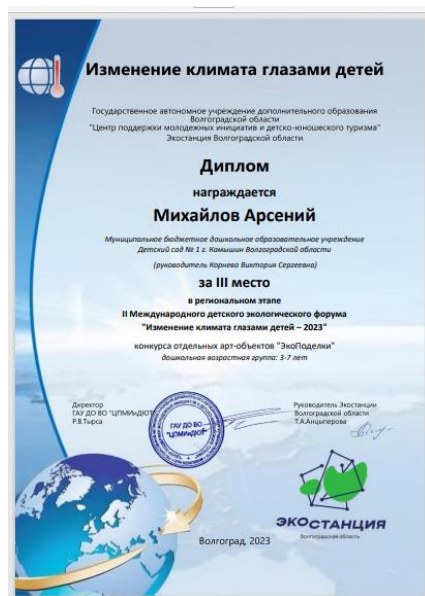 Изменение климата глазами детей
Государственное автономное учреждение дополнительного образования
Волгоградской области
"Центр поддержки молодежных инициатив и детско-юношеского туризма"
Экостанция Волгоградской области
Диплом
награждается
Михайлов Арсений
Муниципальное бюджетное дошкольное образовательное учреждение
Детский сад № 1 г. Камышин Волгоградской области
(руководитель Корнева Виктория Сергеевна)
за III место
в региональном этапе
II Международного детского экологического форума
"Изменение климата глазами детей – 2023"
конкурса отдельных арт-объектов "ЭкоПоделки"
дошкольная возрастная группа: 3-7 лет
Директор
ГАУ ДО ВО "ЦПМИиДЮТ"
Р.В.Тырса
ГАУ ДО ВО
"ЦПМИиДЮТ"
Руководитель Экостанции
Волгоградской области
Т.А.Анцыперова
ЭКОСТАНЦИЯ
Волгоградская область
Волгоград, 2023